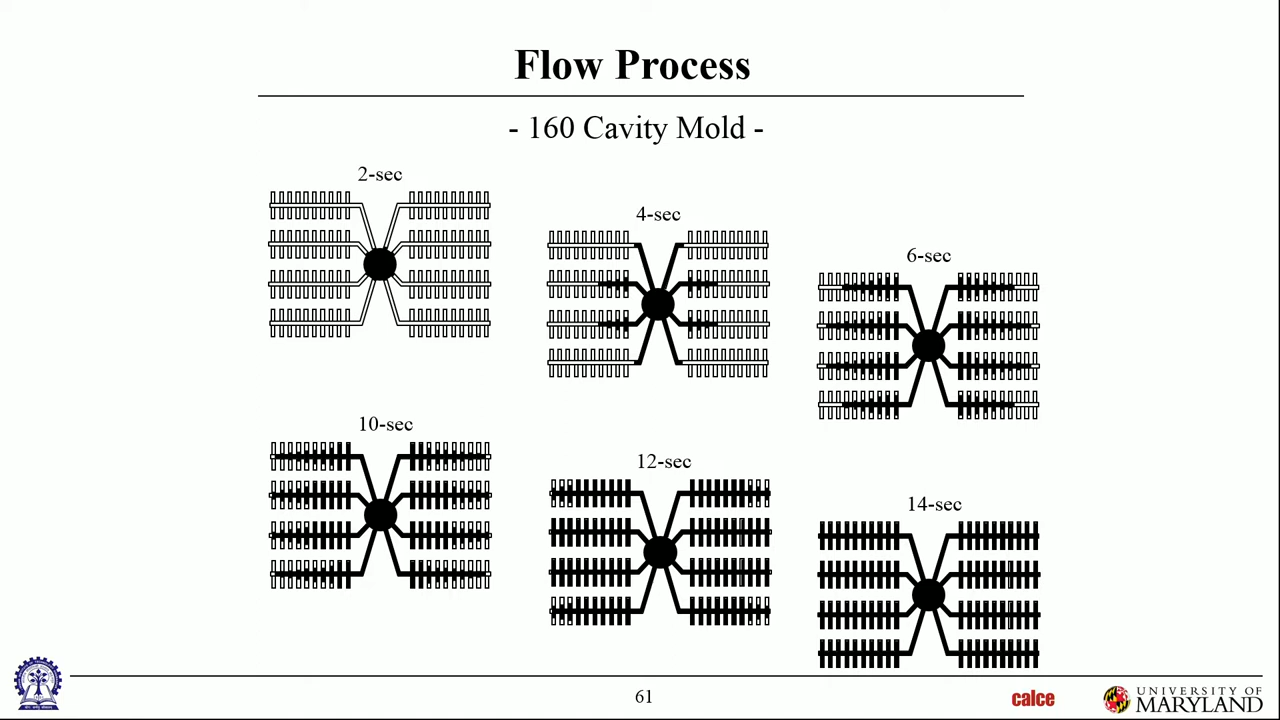 Flow Process
- 160 Cavity Mold -
2-sec
4-sec
6-sec
10-sec
12-sec
14-sec
61
calce
UNIVERSITY OF
MARYLAND